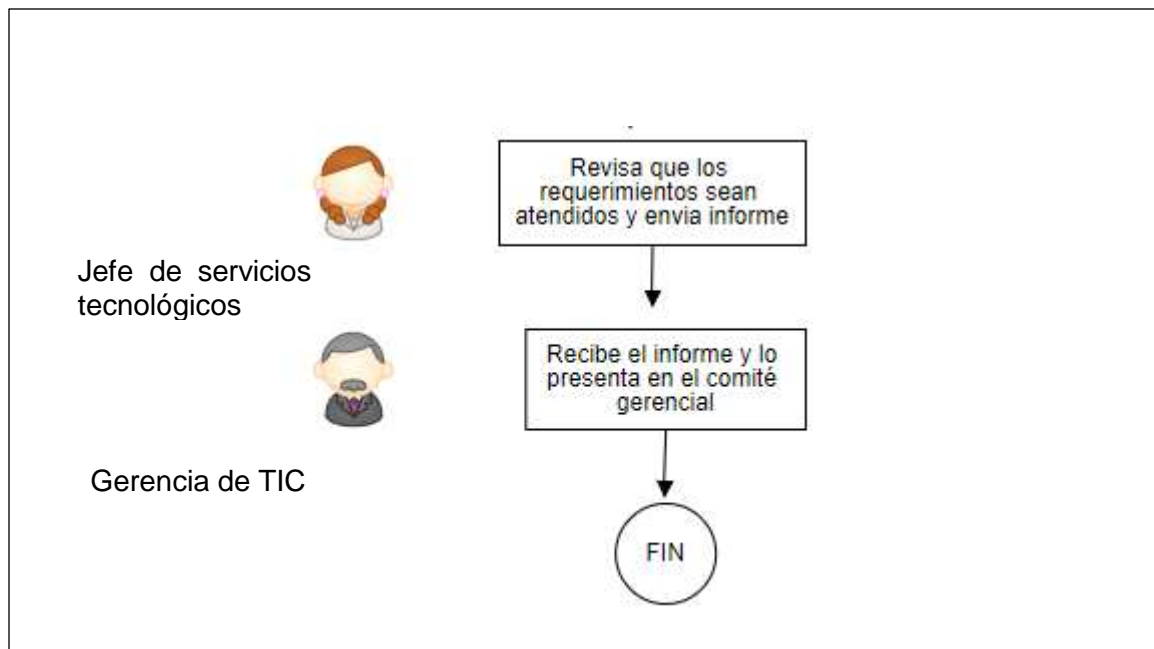 Revisa que los
requerimientos sean
atendidos y envia informe
Jefe de servicios
tecnológicos
Recibe el informe y lo
presenta en el comité
gerencial
Gerencia de TIC
FIN